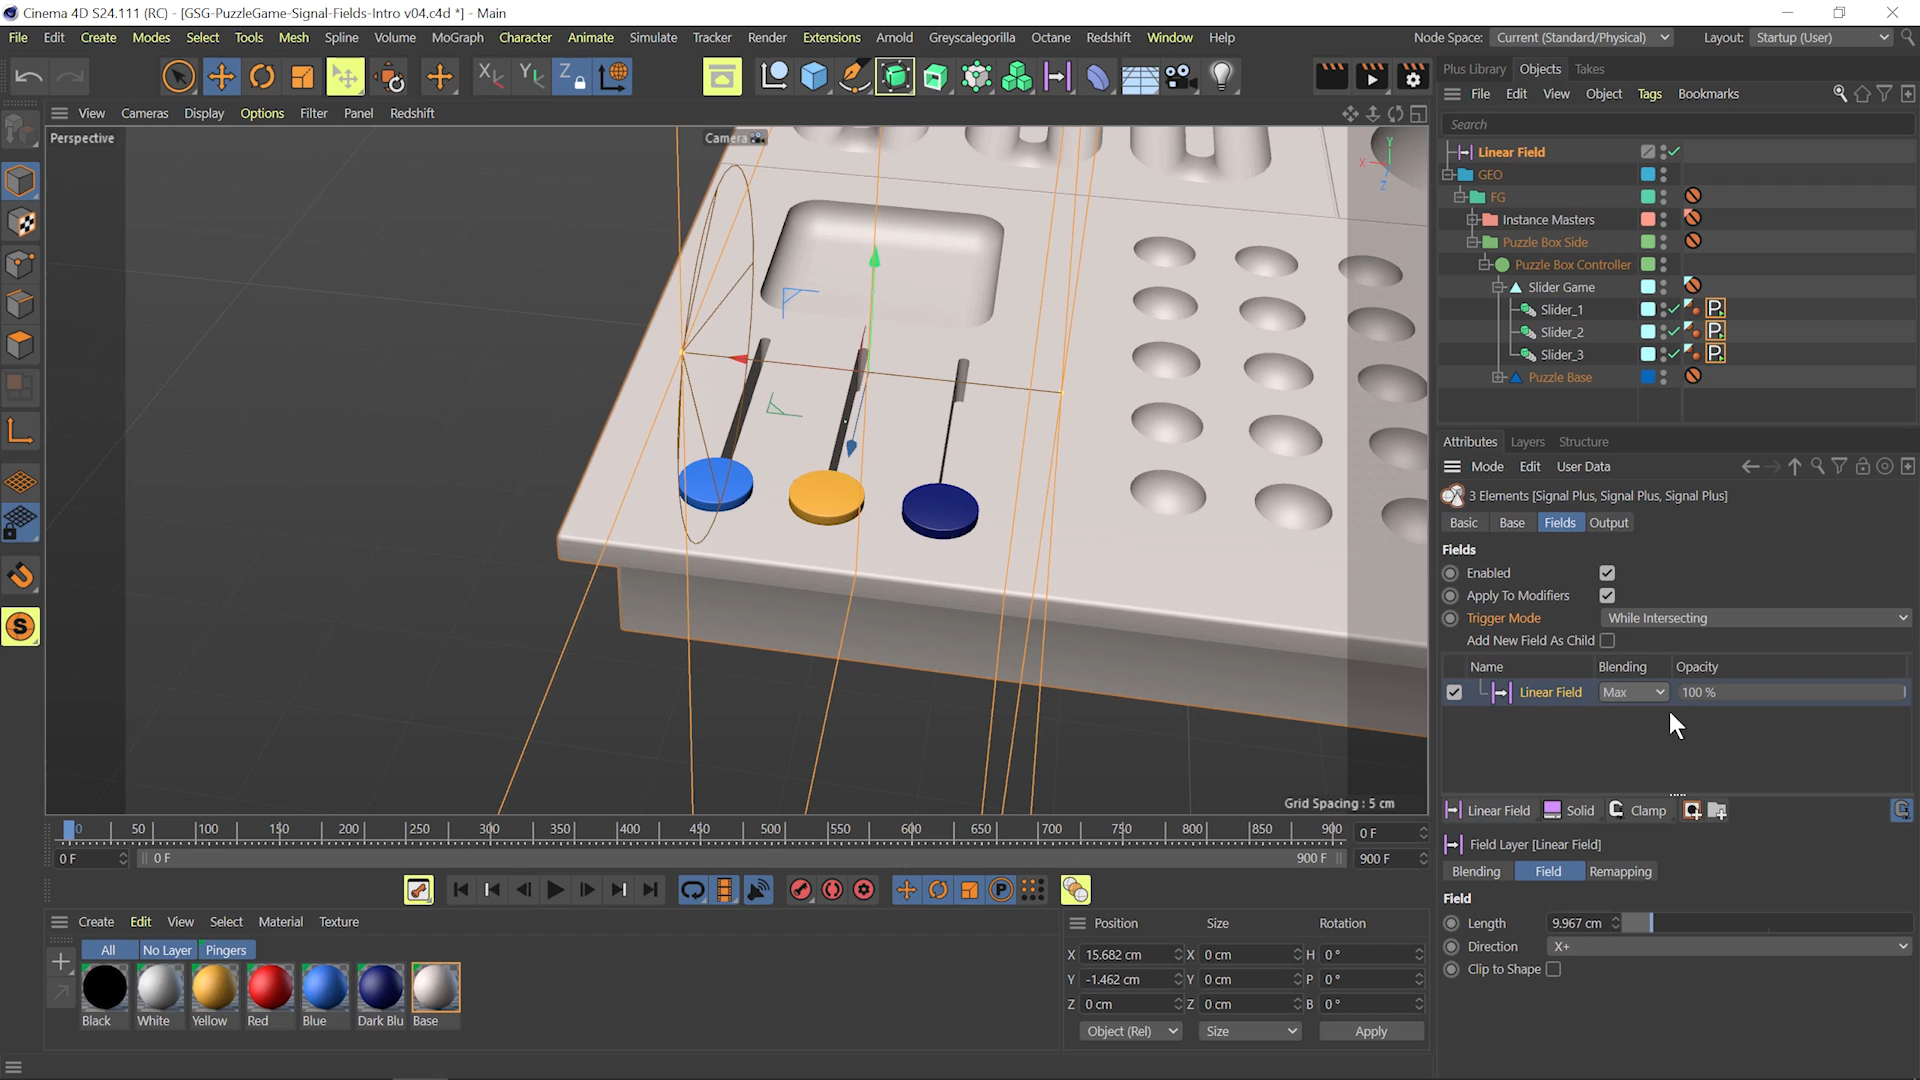 Cinema 4D S24.111 (RC) - [GSG-PuzzleGame-Signal-Fields-Intro v04.c4d *] - Main
File Edit Create Modes Select Tools Mesh Spline Volume MoGraph Character Animate Simulate Tracker Render Extensions Arnold Greyscalegorilla Octane Redshift Window Help
Node Space: Current (Standard/Physical) Layout: Startup (User)
X Y Z
Plus Library Objects Takes
File Edit View Object Tags Bookmarks
View Cameras Display Options Filter Panel Redshift
Search
Perspective
Camera
Y
X
Z
Linear Field
GEO
FG
Instance Masters
Puzzle Box Side
Puzzle Box Controller
Slider Game
Slider_1
Slider_2
Slider_3
Puzzle Base
Attributes Layers Structure
Mode Edit User Data
3 Elements [Signal Plus, Signal Plus, Signal Plus]
Basic Base Fields Output
Fields
Enabled
Apply To Modifiers
Trigger Mode While Intersecting
Add New Field As Child
Name Blending Opacity
Linear Field Max 100 %
Grid Spacing : 5 cm
Linear Field Solid Clamp
Field Layer [Linear Field]
Blending Field Remapping
Field
Length 9.967 cm
Direction X+
Clip to Shape
0 50 100 150 200 250 300 350 400 450 500 550 600 650 700 750 800 850 900 0 F
0 F 0 F 900 F 900 F
Create Edit View Select Material Texture
All No Layer Pingers
Black White Yellow Red Blue Dark Blu Base
Position Size Rotation
X 15.682 cm X 0 cm H 0 °
Y -1.462 cm Y 0 cm P 0 °
Z 0 cm Z 0 cm B 0 °
Object (Rel) Size Apply